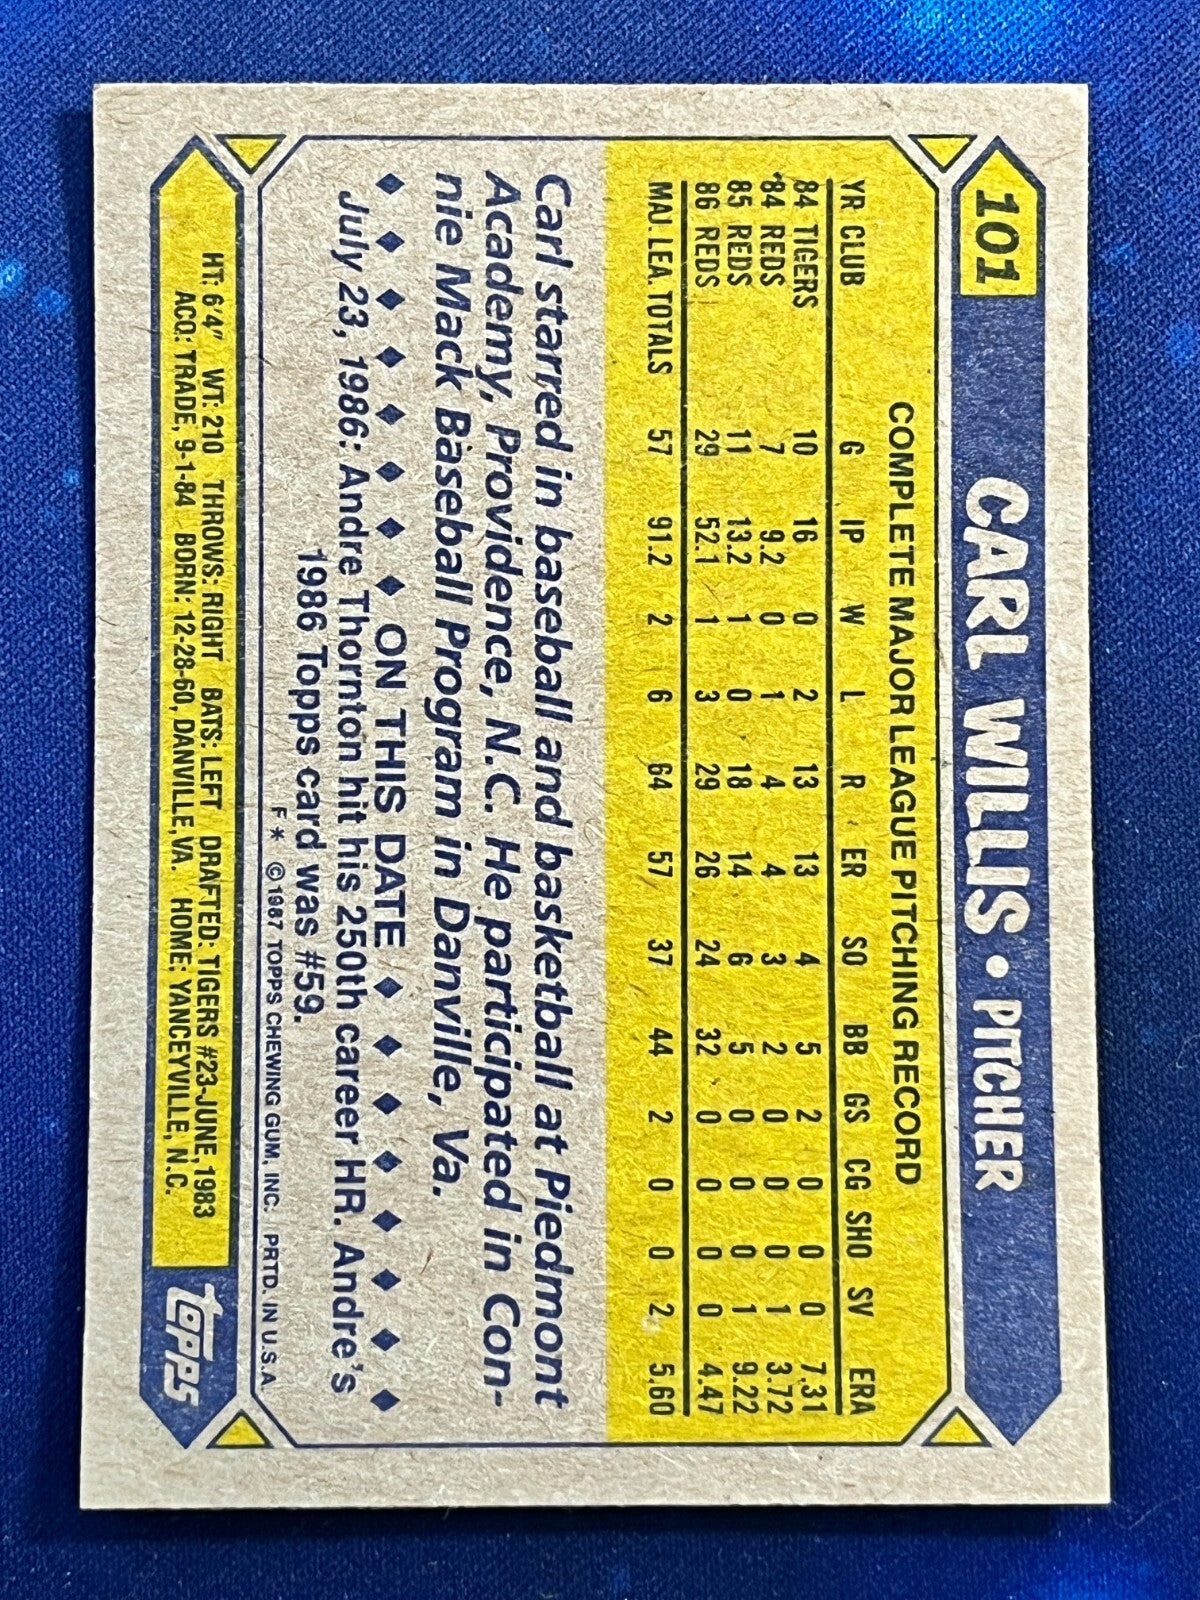 101 CARL WILLIS • PITCHER
COMPLETE MAJOR LEAGUE PITCHING RECORD
YR CLUB G IP W L R ER SO BB GS CG SHO SV ERA
84 TIGERS 10 16 0 2 13 13 4 5 2 0 0 0 7.31
84 REDS 7 9.2 0 1 4 4 3 2 0 0 0 1 3.72
85 REDS 11 13.2 1 0 18 14 6 5 0 0 0 1 9.22
86 REDS 29 52.1 1 3 29 26 24 32 0 0 0 0 4.47
MAJ. LEA. TOTALS 57 91.2 2 6 64 57 37 44 2 0 0 2 5.60
Carl starred in baseball and basketball at Piedmont
Academy, Providence, N.C. He participated in Con-
nie Mack Baseball Program in Danville, Va.
ON THIS DATE
July 23, 1986: Andre Thornton hit his 250th career HR. Andre's
1986 Topps card was #59.
F * ©1987 TOPPS CHEWING GUM, INC. PRTD. IN U.S.A
HT: 6'4" WT: 210 THROWS: RIGHT BATS: LEFT DRAFTED: TIGERS #23-JUNE, 1983
ACQ: TRADE, 9-1-84 BORN: 12-28-60, DANVILLE, VA. HOME: YANCEYVILLE, N.C.
topps